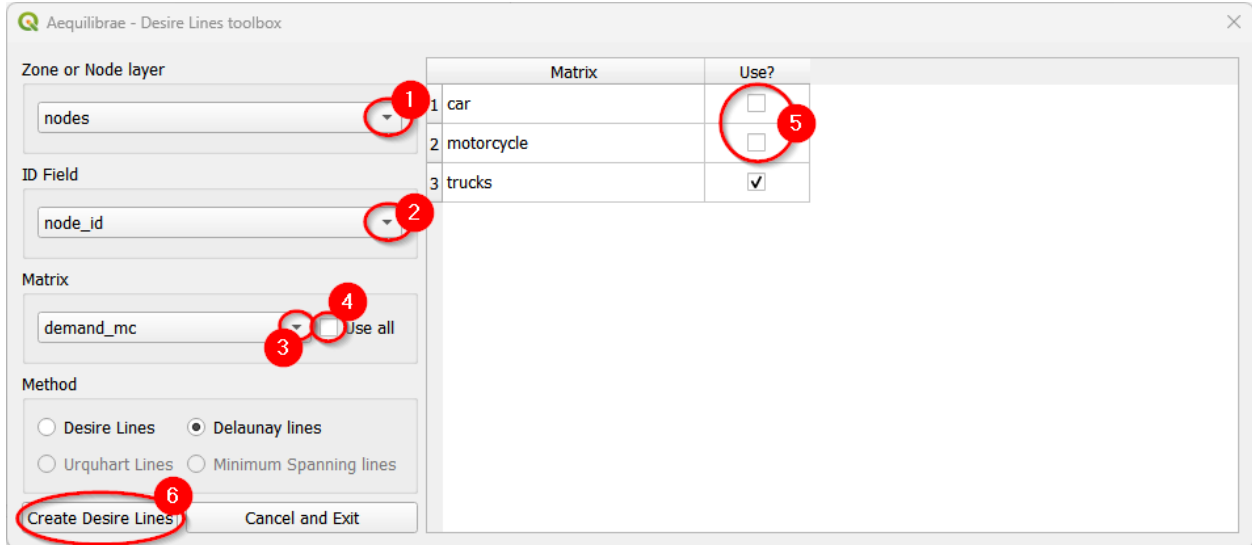 Aequilibrae - Desire Lines toolbox
Zone or Node layer
nodes
1
ID Field
node_id
2
Matrix
demand_mc
3
4
Use all
Method
Desire Lines
Delaunay lines
Urquhart Lines
Minimum Spanning lines
6
Create Desire Lines
Cancel and Exit
Matrix Use?
1 car
5
2 motorcycle
3 trucks